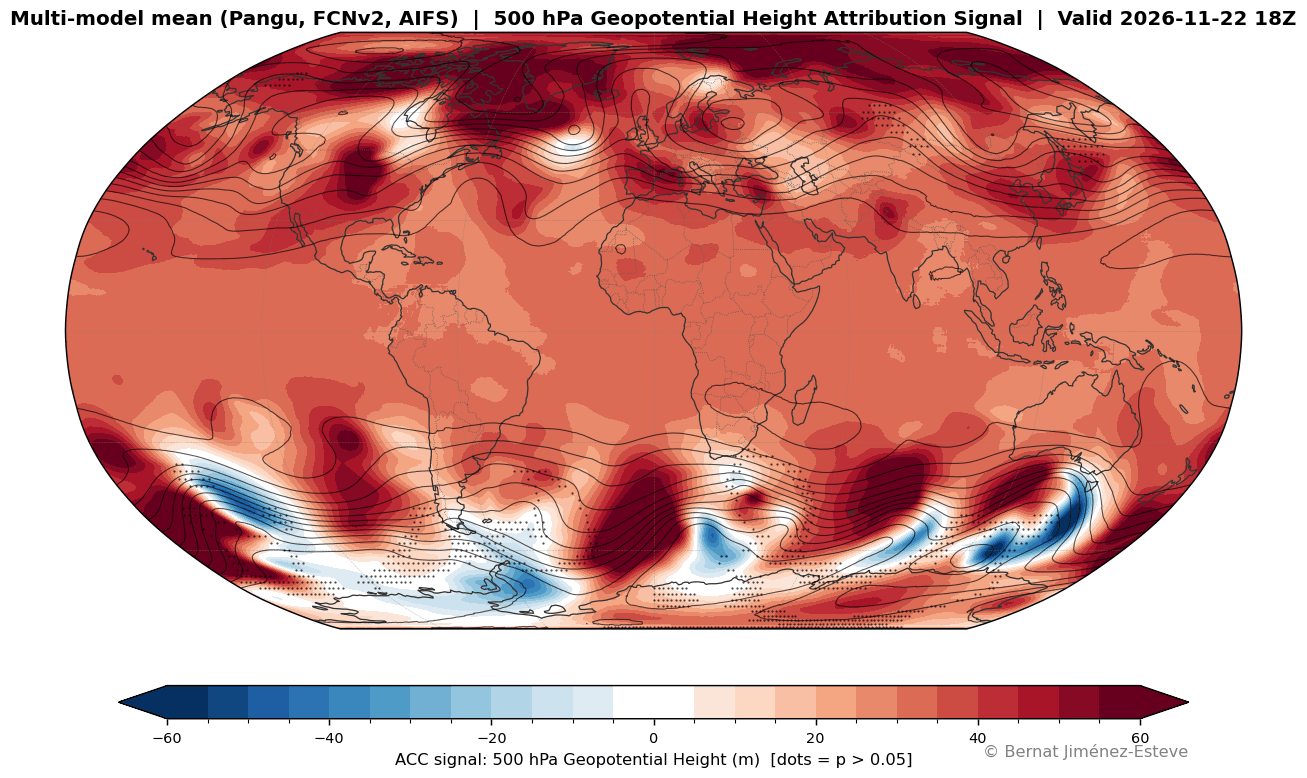 Multi-model mean (Pangu, FCNv2, AIFS)  |  500 hPa Geopotential Height Attribution Signal  |  Valid 2026-11-22 18Z
−60 −40 −20 0 20 40 60
ACC signal: 500 hPa Geopotential Height (m)  [dots = p > 0.05]
© Bernat Jiménez-Esteve